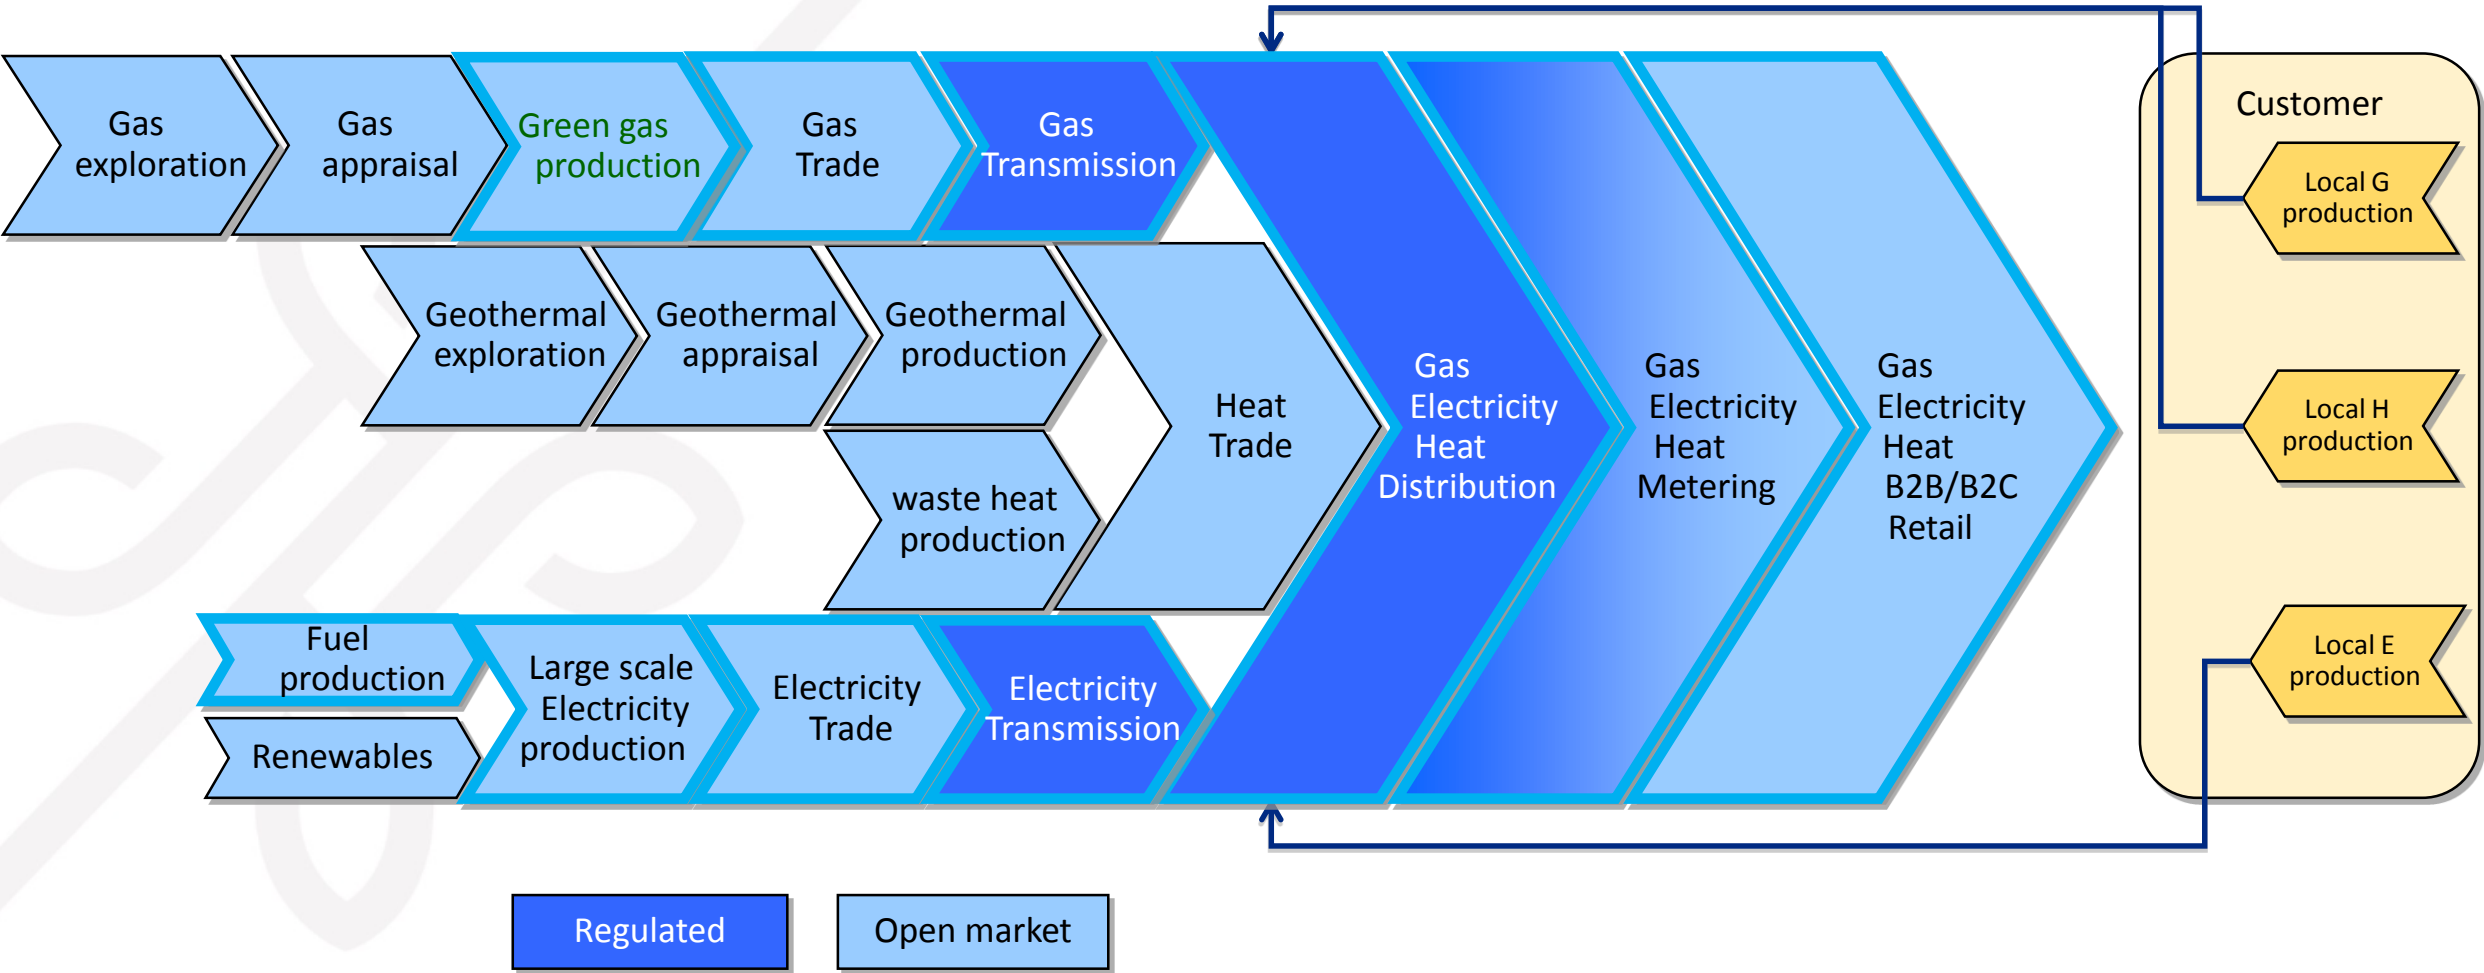 Gas
exploration
Gas
appraisal
Green gas
production
Gas
Trade
Gas
Transmission
Geothermal
exploration
Geothermal
appraisal
Geothermal
production
waste heat
production
Heat
Trade
Fuel
production
Renewables
Large scale
Electricity
production
Electricity
Trade
Electricity
Transmission
Gas
Electricity
Heat
Distribution
Gas
Electricity
Heat
Metering
Gas
Electricity
Heat
B2B/B2C
Retail
Customer
Local G
production
Local H
production
Local E
production
Regulated
Open market